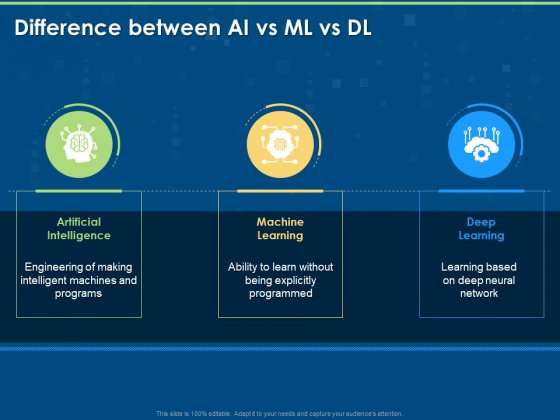 Difference between AI vs ML vs DL
Artificial
Intelligence
Engineering of making
intelligent machines and
programs
Machine
Learning
Ability to learn without
being explicitly
programmed
Deep
Learning
Learning based
on deep neural
network
This slide is 100% editable. Adapt it to your needs and capture your audience's attention.